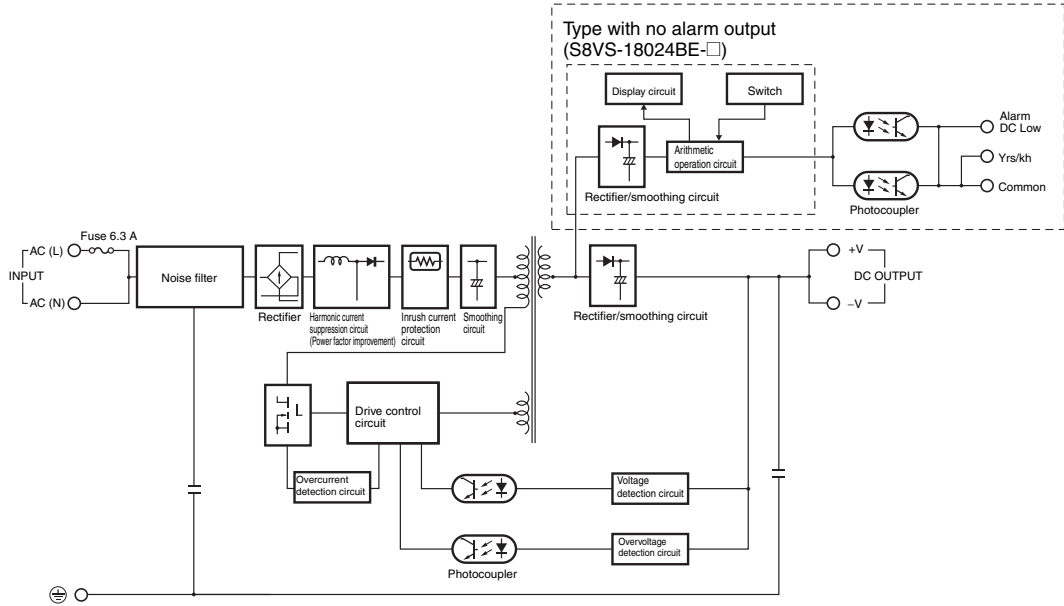 Type with no alarm output
(S8VS-18024BE-□)
Display circuit
Switch
Arithmetic
operation circuit
Rectifier/smoothing circuit
Alarm
DC Low
Yrs/kh
Common
Photocoupler
Fuse 6.3 A
AC (L)
INPUT
AC (N)
Noise filter
Rectifier
Harmonic current
suppression circuit
(Power factor improvement)
Inrush current
protection
circuit
Smoothing
circuit
Rectifier/smoothing circuit
+V
DC OUTPUT
–V
Drive control
circuit
Overcurrent
detection circuit
Voltage
detection circuit
Overvoltage
detection circuit
Photocoupler